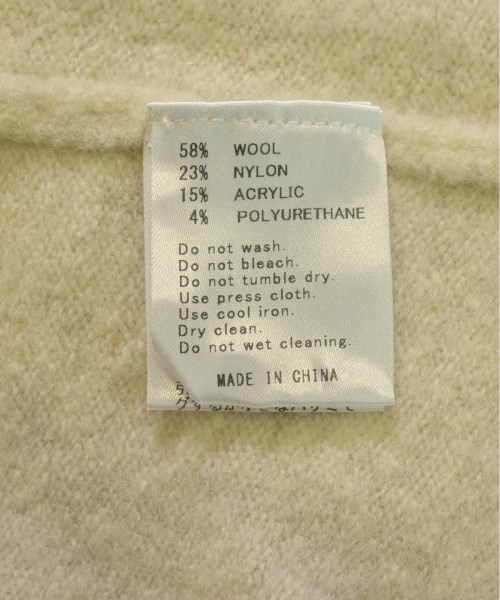 58% WOOL
23% NYLON
15% ACRYLIC
4% POLYURETHANE
Do not wash.
Do not bleach.
Do not tumble dry.
Use press cloth.
Use cool iron.
Dry clean.
Do not wet cleaning.
MADE IN CHINA